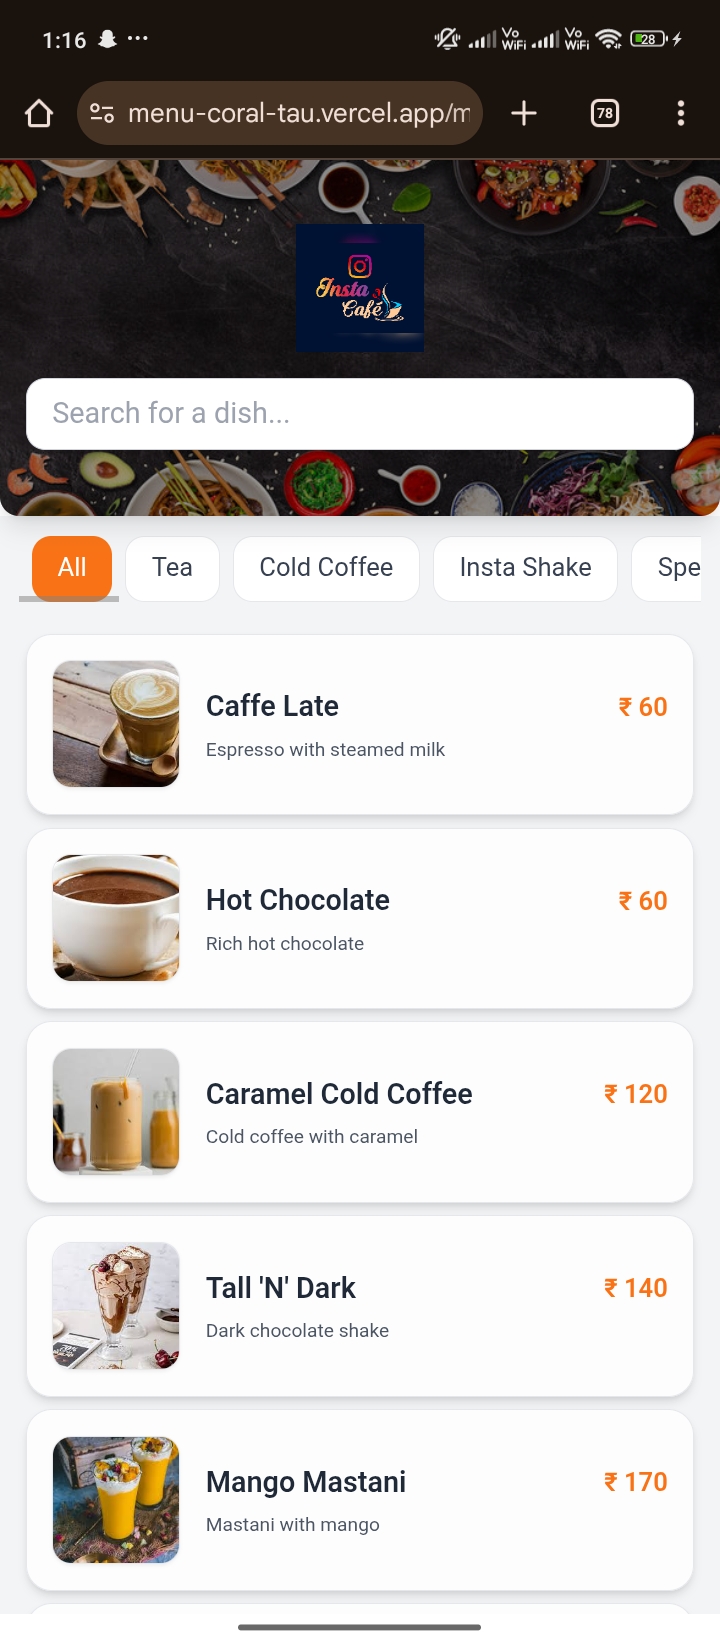 1:16
Vo WiFi
Vo WiFi
28
menu-coral-tau.vercel.app/m
78
Insta
Café
Search for a dish...
All
Tea
Cold Coffee
Insta Shake
Spe
Caffe Late
₹ 60
Espresso with steamed milk
Hot Chocolate
₹ 60
Rich hot chocolate
Caramel Cold Coffee
₹ 120
Cold coffee with caramel
Tall 'N' Dark
₹ 140
Dark chocolate shake
Mango Mastani
₹ 170
Mastani with mango